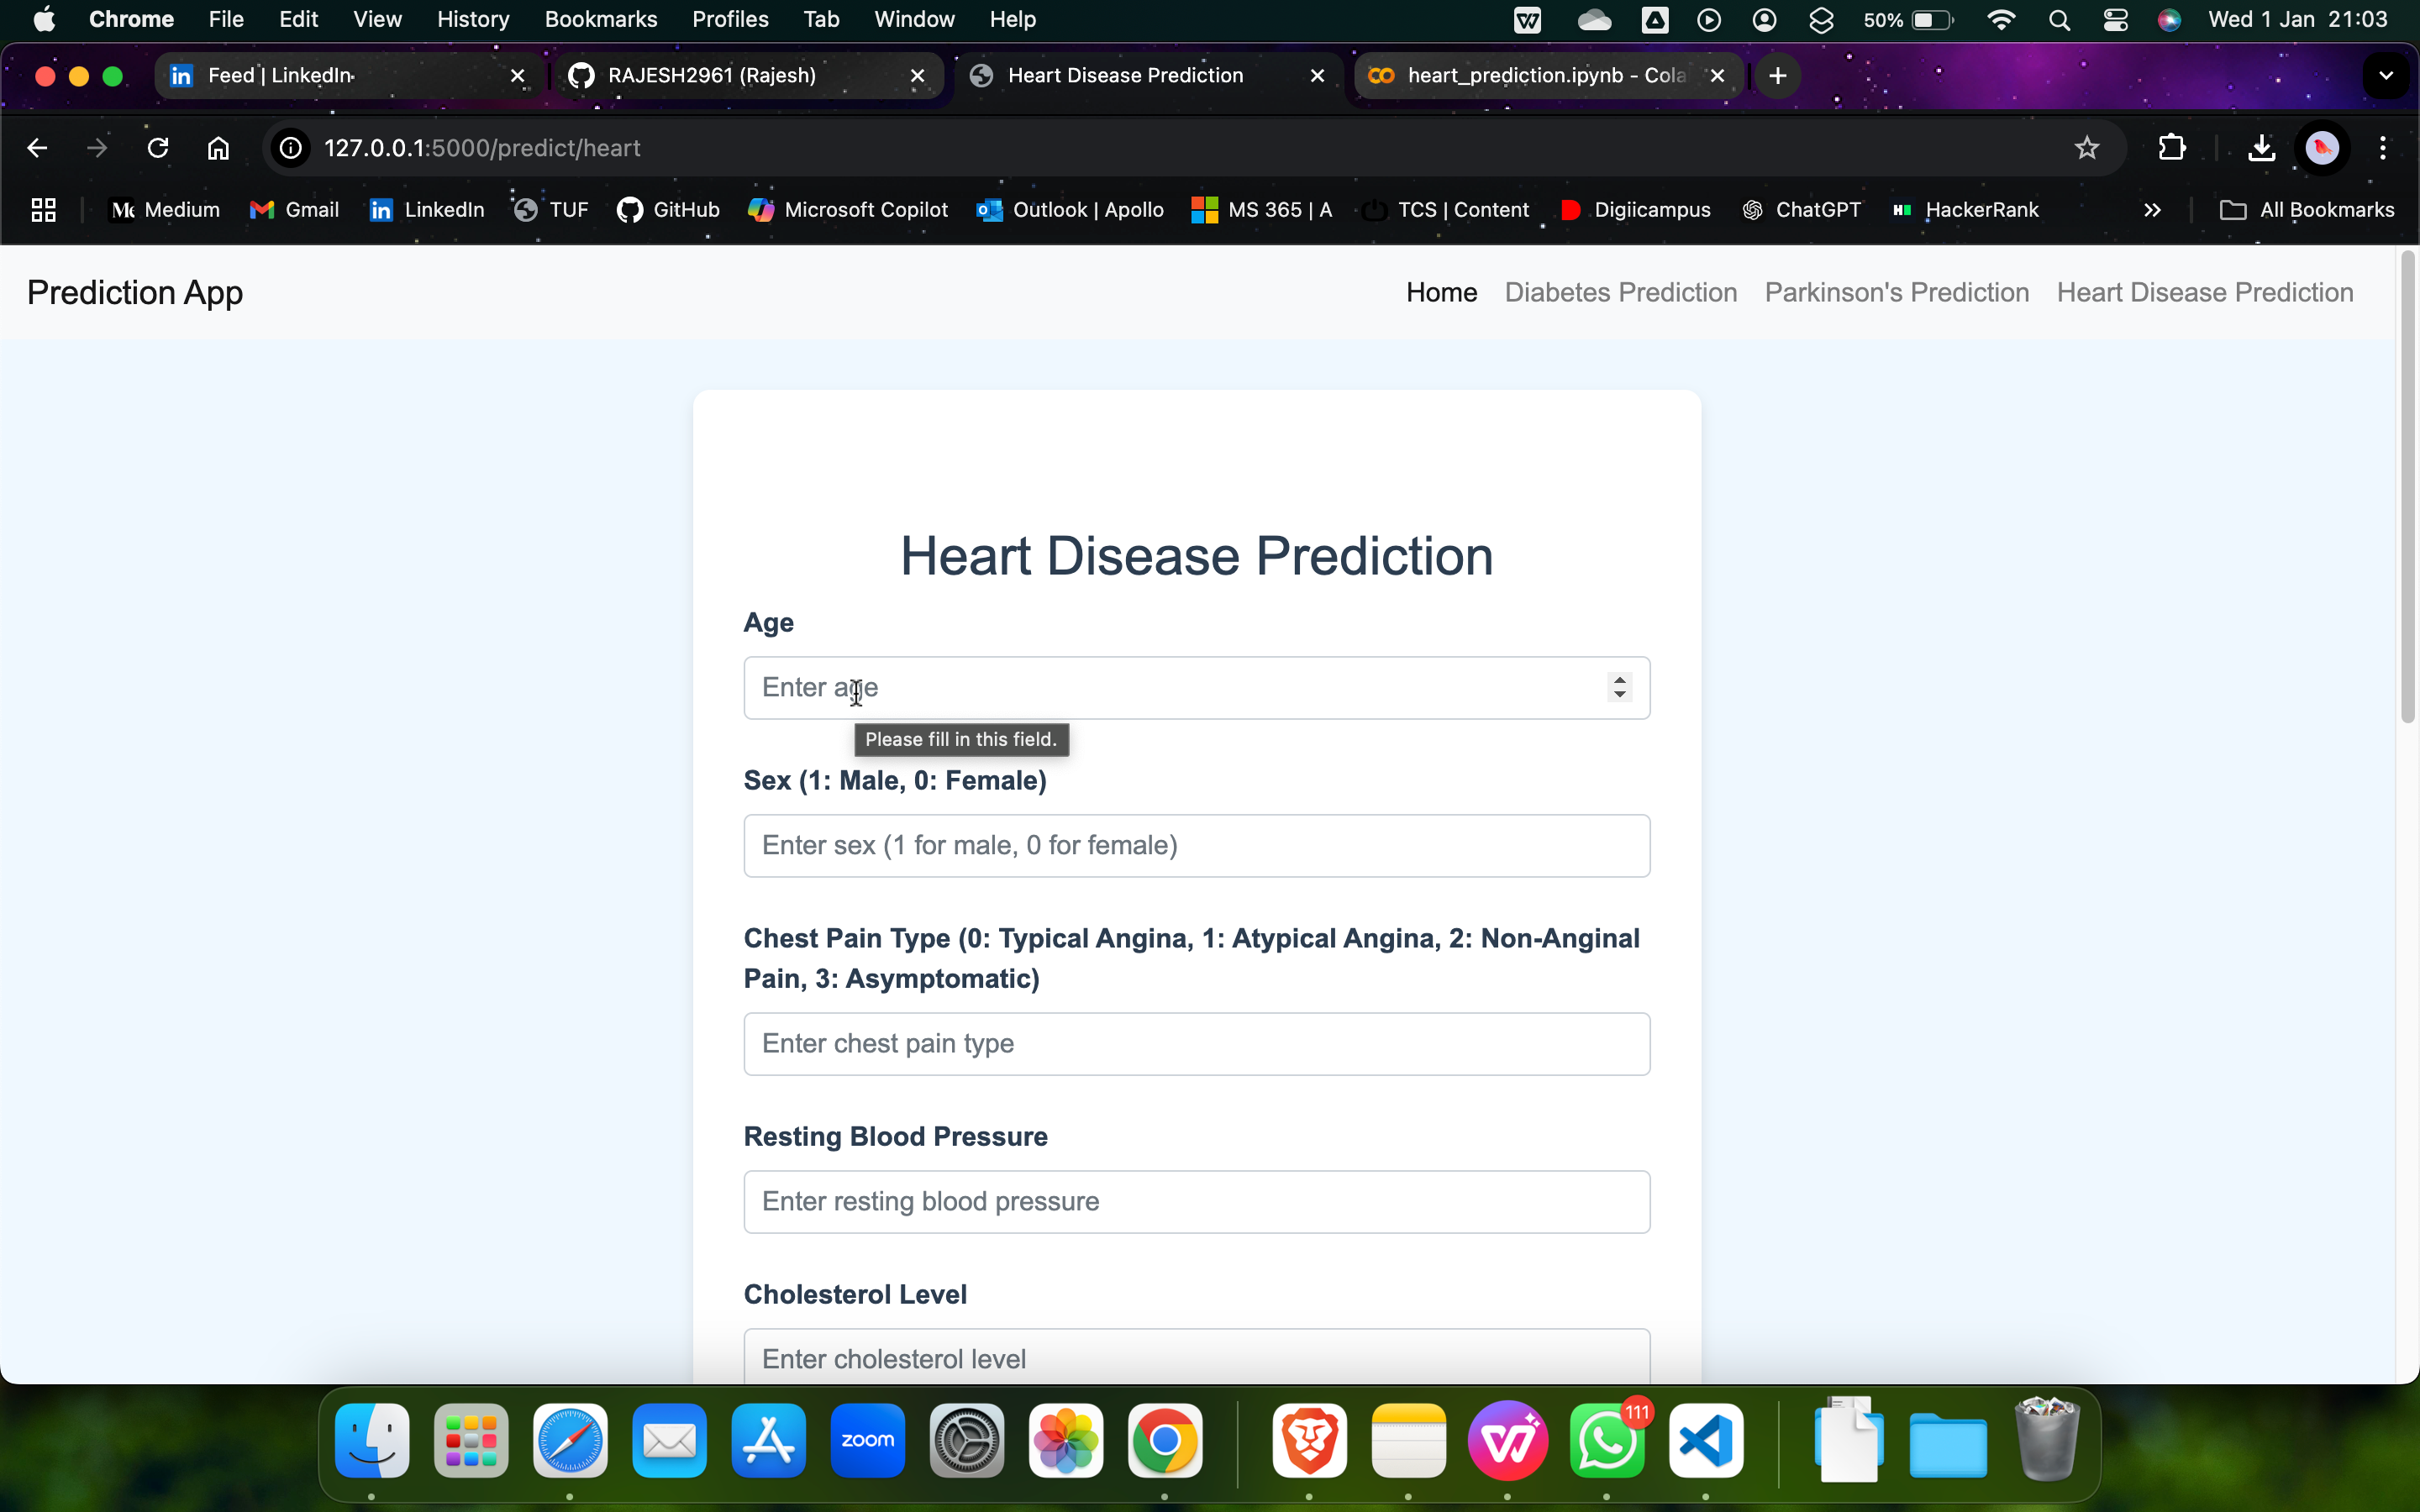 Chrome File Edit View History Bookmarks Profiles Tab Window Help 50% Wed 1 Jan 21:03
Feed | LinkedIn RAJESH2961 (Rajesh) Heart Disease Prediction heart_prediction.ipynb - Cola
127.0.0.1:5000/predict/heart
Medium Gmail LinkedIn TUF GitHub Microsoft Copilot Outlook | Apollo MS 365 | A TCS | Content Digiicampus ChatGPT HackerRank All Bookmarks
Prediction App Home Diabetes Prediction Parkinson's Prediction Heart Disease Prediction
Heart Disease Prediction
Age
Enter age
Please fill in this field.
Sex (1: Male, 0: Female)
Enter sex (1 for male, 0 for female)
Chest Pain Type (0: Typical Angina, 1: Atypical Angina, 2: Non-Anginal
Pain, 3: Asymptomatic)
Enter chest pain type
Resting Blood Pressure
Enter resting blood pressure
Cholesterol Level
Enter cholesterol level
zoom 111